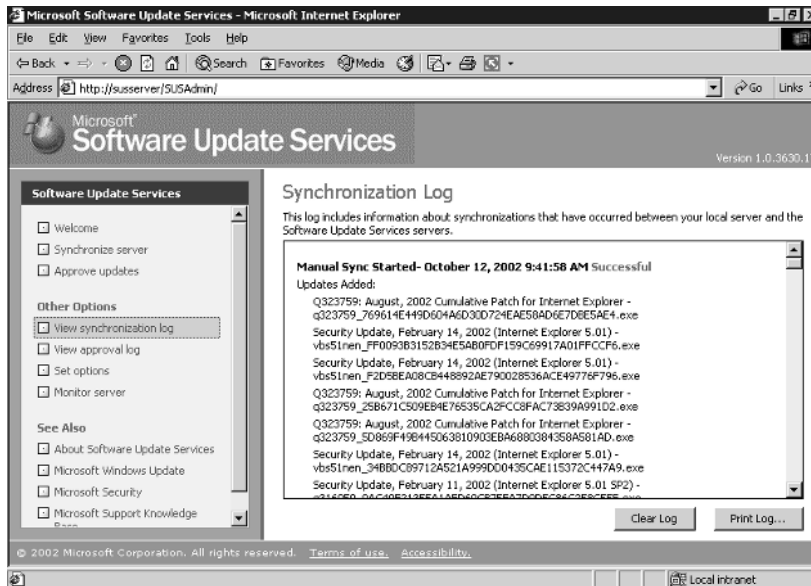 Microsoft Software Update Services - Microsoft Internet Explorer
File Edit View Favorites Tools Help
Back Search Favorites Media
Address http://susserver/SUSAdmin/ Go Links
Microsoft
Software Update Services
Version 1.0.3630.1
Software Update Services
Welcome
Synchronize server
Approve updates
Other Options
View synchronization log
View approval log
Set options
Monitor server
See Also
About Software Update Services
Microsoft Windows Update
Microsoft Security
Microsoft Support Knowledge
Synchronization Log
This log includes information about synchronizations that have occurred between your local server and the
Software Update Services servers.
Manual Sync Started- October 12, 2002 9:41:58 AM Successful
Updates Added:
Q323759: August, 2002 Cumulative Patch for Internet Explorer -
q323759_769614E449D604A6D30D724EAE58AD6E7D8E5AE4.exe
Security Update, February 14, 2002 (Internet Explorer 5.01) -
vbs51nen_FF0093B3152B34E5AB0FDF159C69917A01FFCCF6.exe
Security Update, February 14, 2002 (Internet Explorer 5.01) -
vbs51nen_F2D5BEA08CB448892AE790028536ACE49776F796.exe
Q323759: August, 2002 Cumulative Patch for Internet Explorer -
q323759_25B671C509EB4E76535CA2FCC8FAC73B39A991D2.exe
Q323759: August, 2002 Cumulative Patch for Internet Explorer -
q323759_5D869F49B445063810903EBA6880384358A581AD.exe
Security Update, February 14, 2002 (Internet Explorer 5.01) -
vbs51nen_34BBDC89712A521A999DD0435CAE115372C447A9.exe
Security Update, February 11, 2002 (Internet Explorer 5.01 SP2) -
Clear Log Print Log...
© 2002 Microsoft Corporation. All rights reserved. Terms of use. Accessibility.
Local intranet